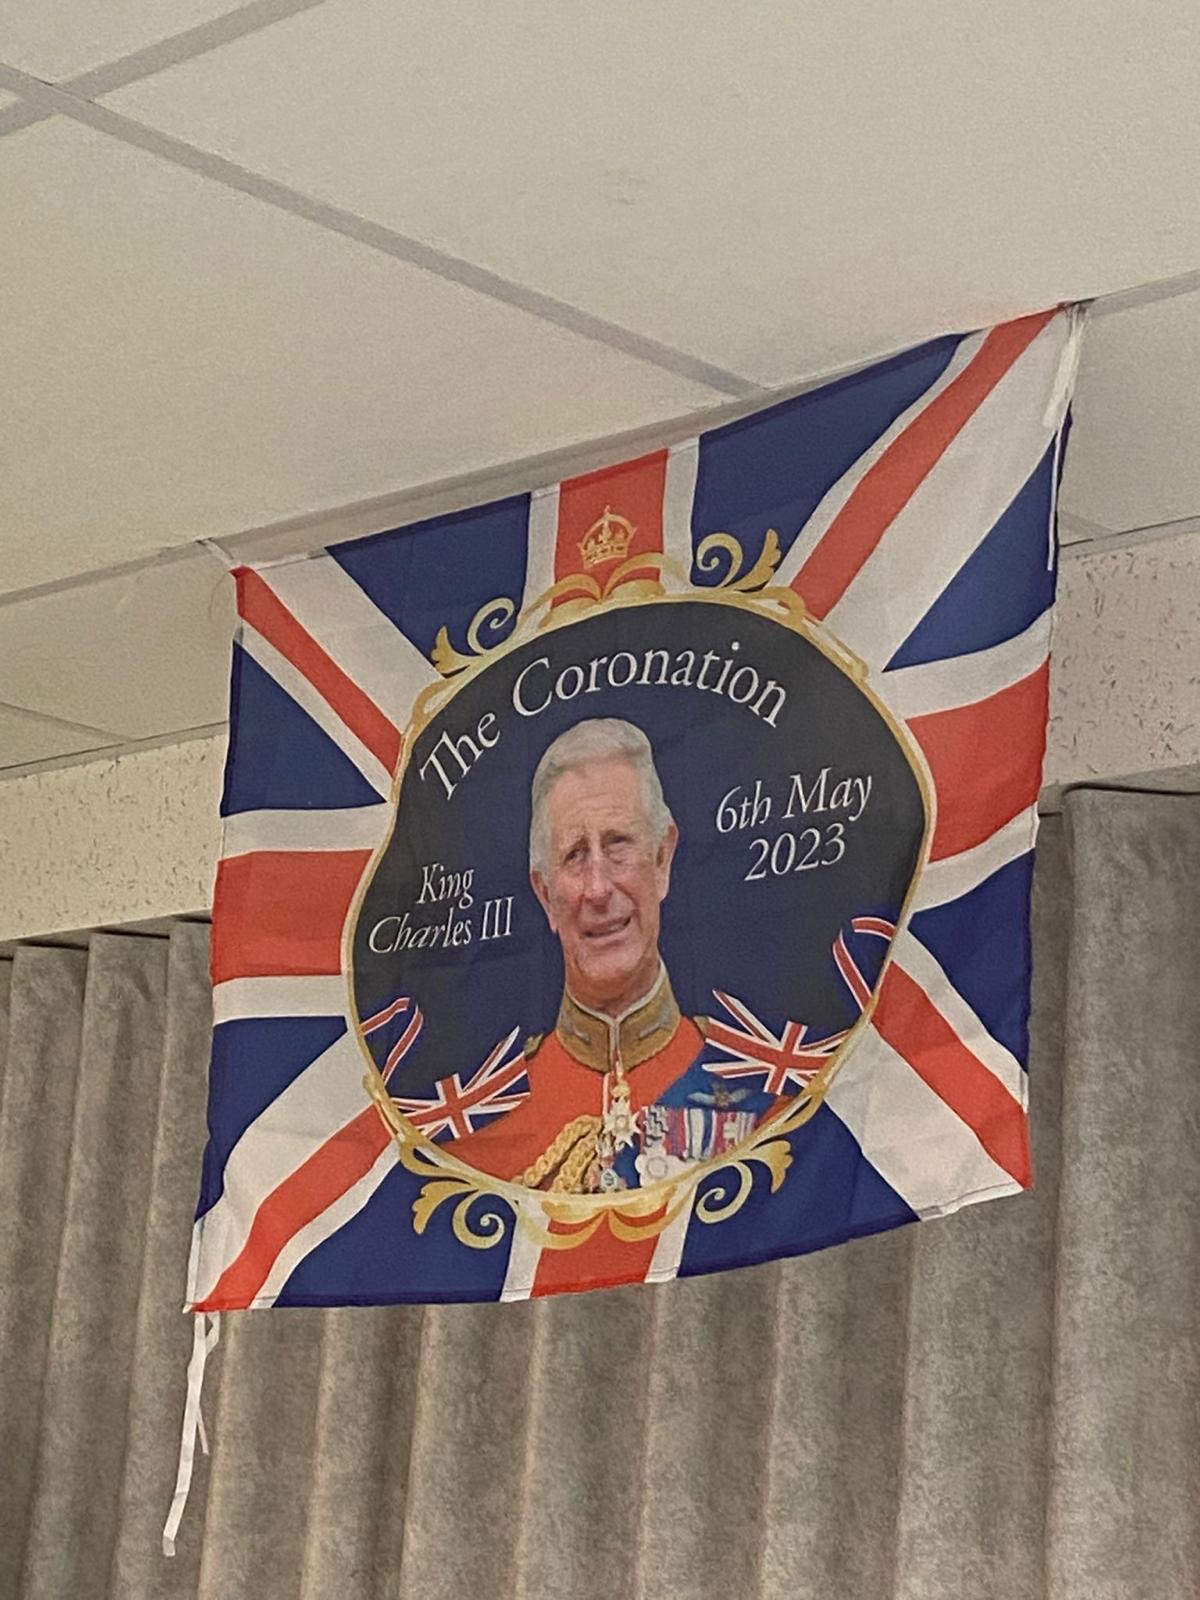 The Coronation
King
Charles III
6th May
2023